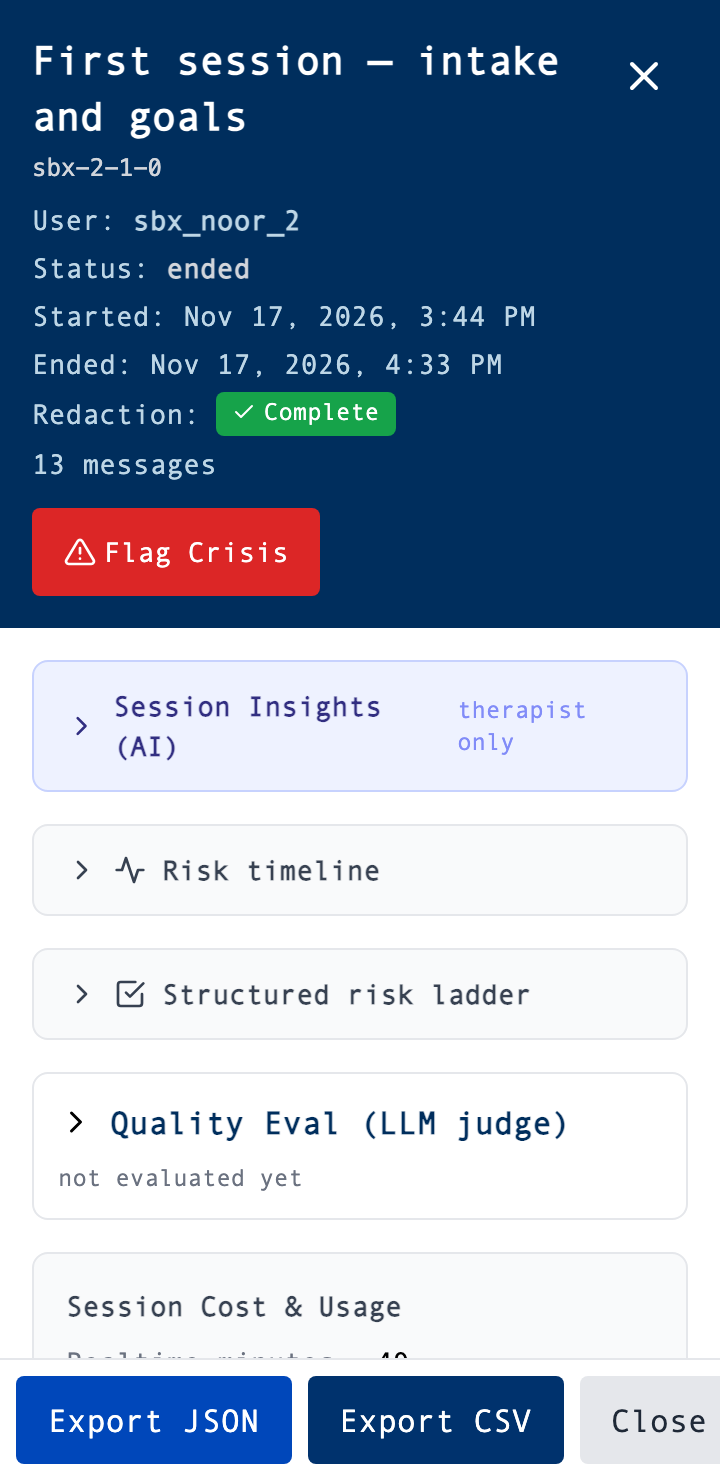 First session — intake
and goals
sbx-2-1-0
User: sbx_noor_2
Status: ended
Started: Nov 17, 2026, 3:44 PM
Ended: Nov 17, 2026, 4:33 PM
Redaction: Complete
13 messages
Flag Crisis
Session Insights
(AI)
therapist
only
Risk timeline
Structured risk ladder
Quality Eval (LLM judge)
not evaluated yet
Session Cost & Usage
Export JSON
Export CSV
Close